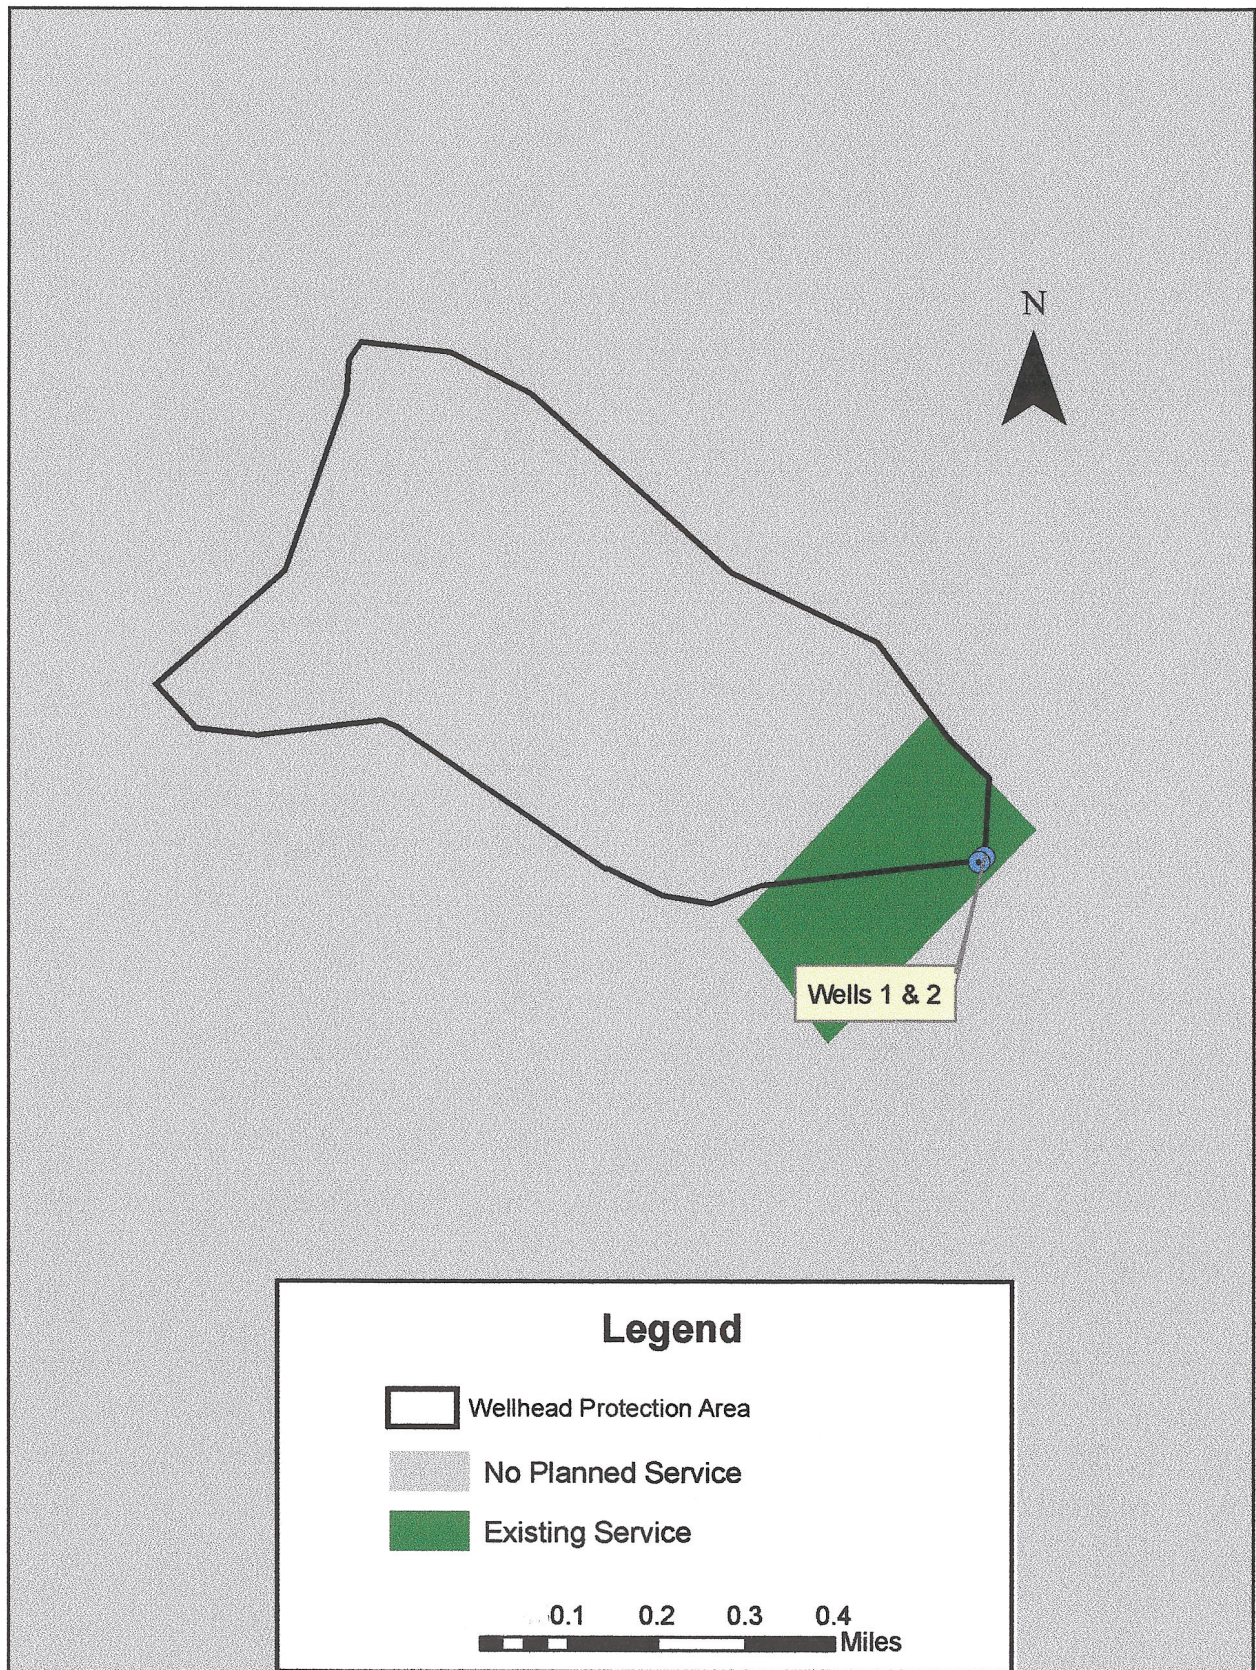 N
Wells 1 & 2
Legend
Wellhead Protection Area
No Planned Service
Existing Service
0.1 0.2 0.3 0.4
Miles